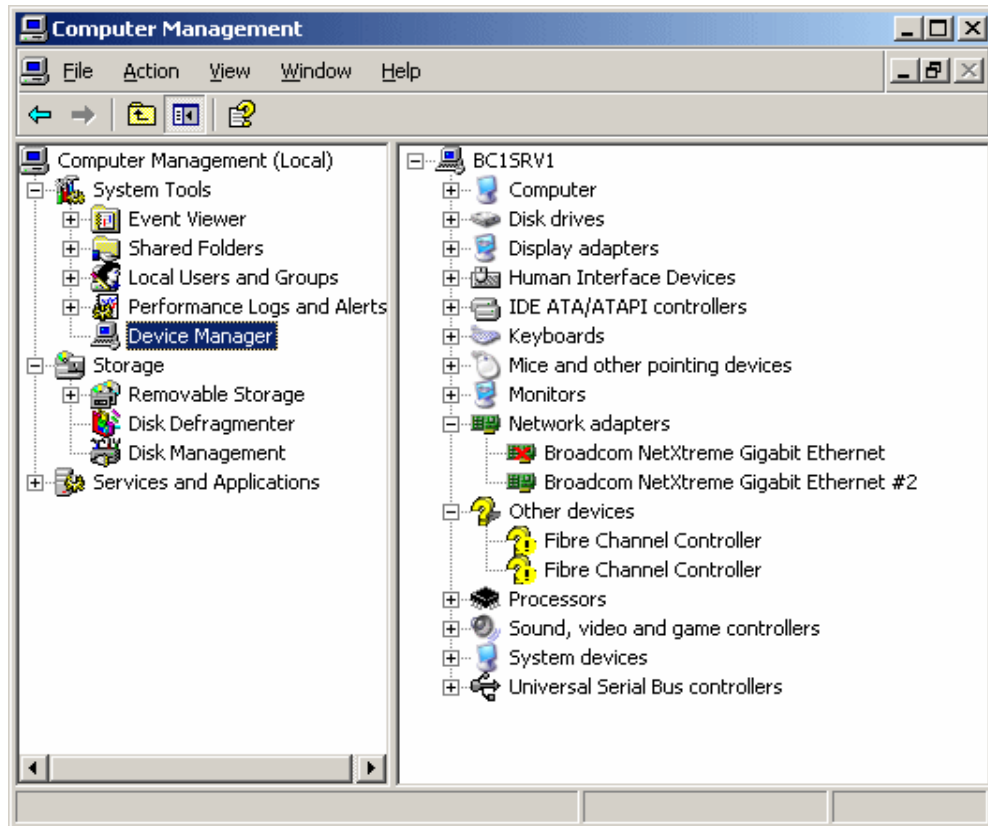 Computer Management
File Action View Window Help
Computer Management (Local)
System Tools
Event Viewer
Shared Folders
Local Users and Groups
Performance Logs and Alerts
Device Manager
Storage
Removable Storage
Disk Defragmenter
Disk Management
Services and Applications
BC1SRV1
Computer
Disk drives
Display adapters
Human Interface Devices
IDE ATA/ATAPI controllers
Keyboards
Mice and other pointing devices
Monitors
Network adapters
Broadcom NetXtreme Gigabit Ethernet
Broadcom NetXtreme Gigabit Ethernet #2
Other devices
Fibre Channel Controller
Fibre Channel Controller
Processors
Sound, video and game controllers
System devices
Universal Serial Bus controllers